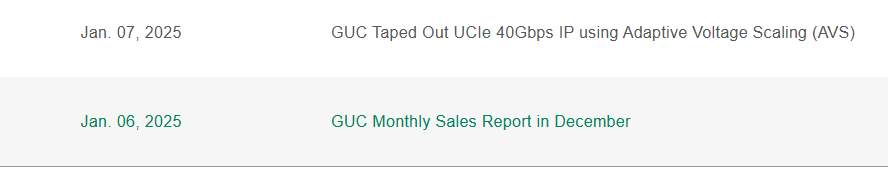 Jan. 07, 2025 GUC Taped Out UCIe 40Gbps IP using Adaptive Voltage Scaling (AVS)
Jan. 06, 2025 GUC Monthly Sales Report in December